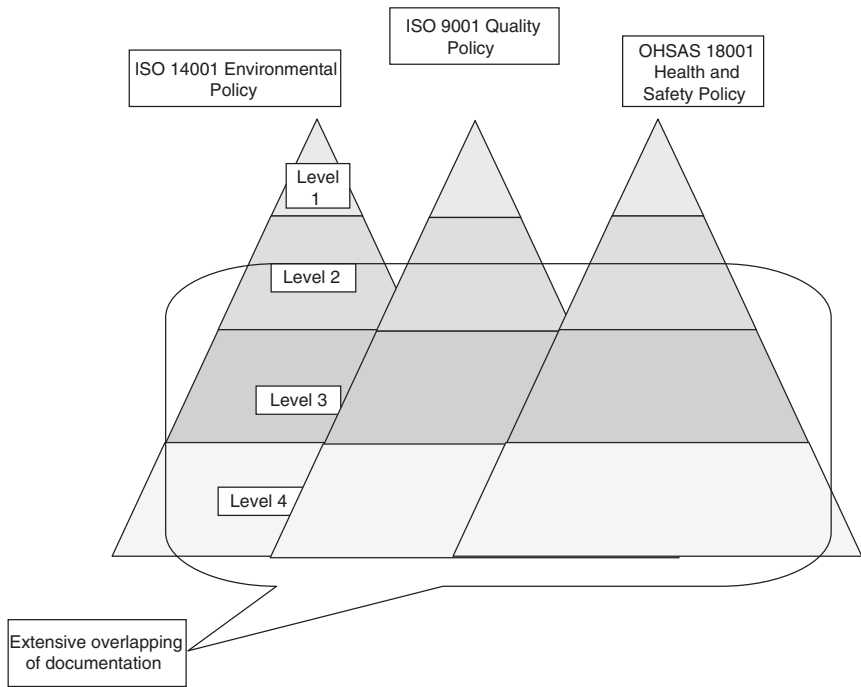 ISO 9001 Quality
Policy
ISO 14001 Environmental
Policy
OHSAS 18001
Health and
Safety Policy
Level
1
Level 2
Level 3
Level 4
Extensive overlapping
of documentation